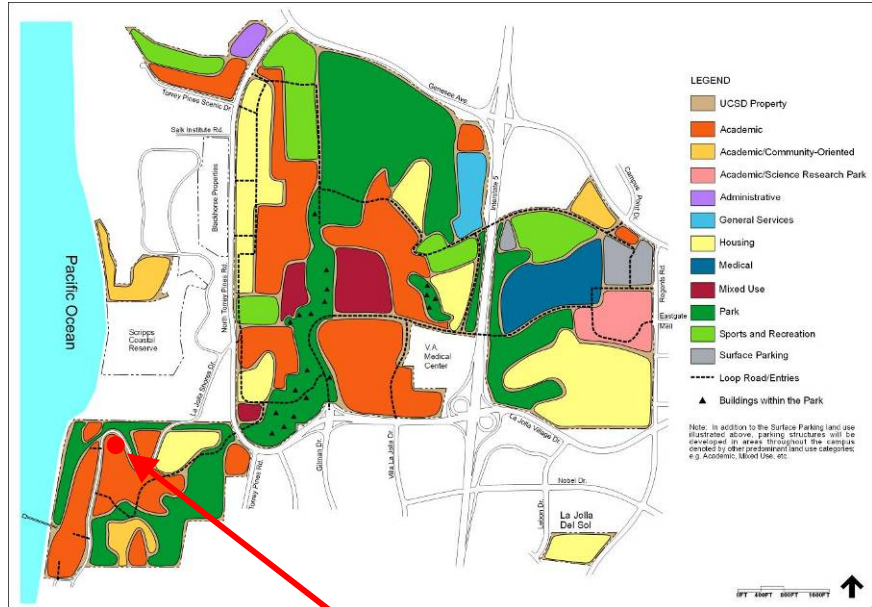 LEGEND
UCSD Property
Academic
Academic/Community-Oriented
Academic/Science Research Park
Administrative
General Services
Housing
Medical
Mixed Use
Park
Sports and Recreation
Surface Parking
Loop Road/Entries
Buildings within the Park
Note: In addition to the Surface Parking land use
illustrated above, parking structures will be
developed in areas throughout the campus
denoted by other predominant land use categories;
e.g. Academic, Mixed Use, etc.
Genesee Ave.
Torrey Pines Scenic Dr.
Salk Institute Rd.
Blackhorse Properties
North Torrey Pines Rd.
Interstate 5
Campus
Point Dr.
Regents Rd.
Eastgate
Mall
Pacific Ocean
Scripps
Coastal
Reserve
La Jolla Shores Dr.
V.A.
Medical
Center
La Jolla Village Dr.
Torrey Pines Rd.
Gilman Dr.
Villa La Jolla Dr.
Nobel Dr.
Lebon Dr.
La Jolla
Del Sol
0FT 400FT 800FT 1600FT